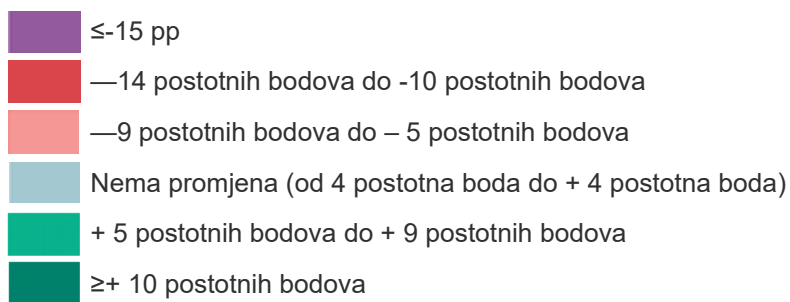 ≤-15 pp
—14 postotnih bodova do -10 postotnih bodova
—9 postotnih bodova do – 5 postotnih bodova
Nema promjena (od 4 postotna boda do + 4 postotna boda)
+ 5 postotnih bodova do + 9 postotnih bodova
≥+ 10 postotnih bodova